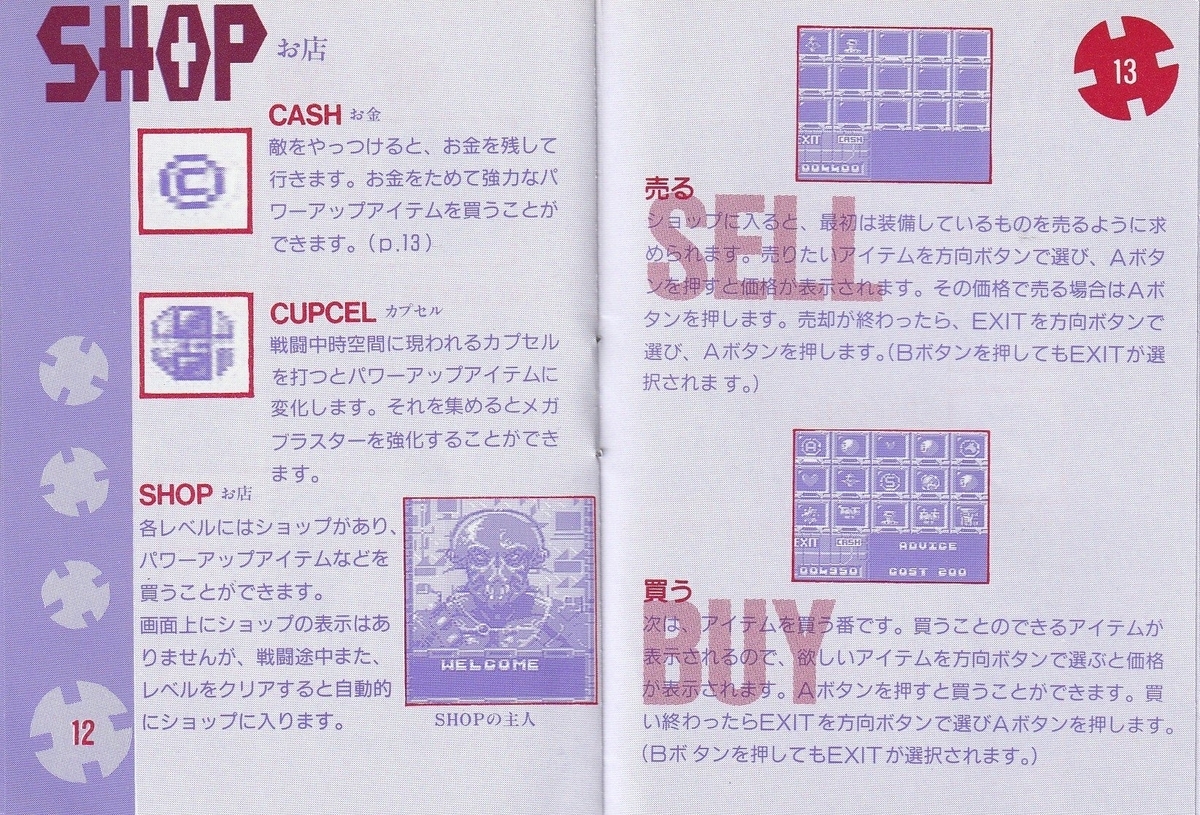 SHOP お店
CASH お金
敵をやっつけると、お金を残して
行きます。お金をためて強力なパ
ワーアップアイテムを買うことが
できます。(p.13)
CUPCEL カプセル
戦闘中時空間に現われるカプセル
を打つとパワーアップアイテムに
変化します。それを集めるとメガ
ブラスターを強化することができ
ます。
SHOP お店
各レベルにはショップがあり、
パワーアップアイテムなどを
買うことができます。
画面上にショップの表示はあ
りませんが、戦闘途中また、
レベルをクリアすると自動的
にショップに入ります。
WELCOME
SHOPの主人
12
13
EXIT CASH
004400
売る
SELL
ショップに入ると、最初は装備しているものを売るように求
められます。売りたいアイテムを方向ボタンで選び、Aボタ
ンを押すと価格が表示されます。その価格で売る場合はAボ
タンを押します。売却が終わったら、EXITを方向ボタンで
選び、Aボタンを押します。(Bボタンを押してもEXITが選
択されます。)
EXIT CASH ADVICE
004950 COST 200
買う
BUY
次は、アイテムを買う番です。買うことのできるアイテムが
表示されるので、欲しいアイテムを方向ボタンで選ぶと価格
が表示されます。Aボタンを押すと買うことができます。買
い終わったらEXITを方向ボタンで選びAボタンを押します。
(Bボタンを押してもEXITが選択されます。)